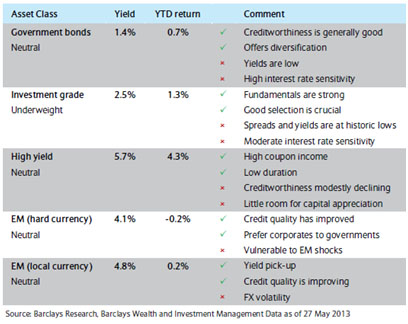 Asset Class Yield YTD return Comment
Government bonds 1.4% 0.7% ✓ Creditworthiness is generally good
Neutral ✓ Offers diversification
× Yields are low
× High interest rate sensitivity
Investment grade 2.5% 1.3% ✓ Fundamentals are strong
Underweight ✓ Good selection is crucial
× Spreads and yields are at historic lows
× Moderate interest rate sensitivity
High yield 5.7% 4.3% ✓ High coupon income
Neutral ✓ Low duration
× Creditworthiness modestly declining
× Little room for capital appreciation
EM (hard currency) 4.1% -0.2% ✓ Credit quality has improved
Neutral ✓ Prefer corporates to governments
× Vulnerable to EM shocks
EM (local currency) 4.8% 0.2% ✓ Yield pick-up
Neutral ✓ Credit quality is improving
× FX volatility
Source: Barclays Research, Barclays Wealth and Investment Management Data as of 27 May 2013